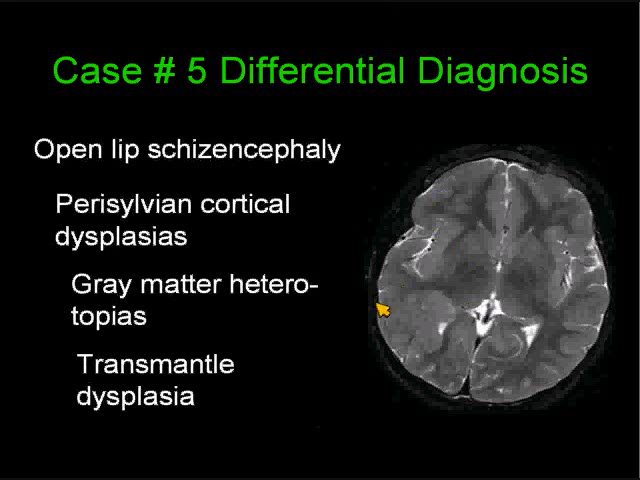 Case # 5 Differential Diagnosis
Open lip schizencephaly
Perisylvian cortical
dysplasias
Gray matter hetero-
topias
Transmantle
dysplasia